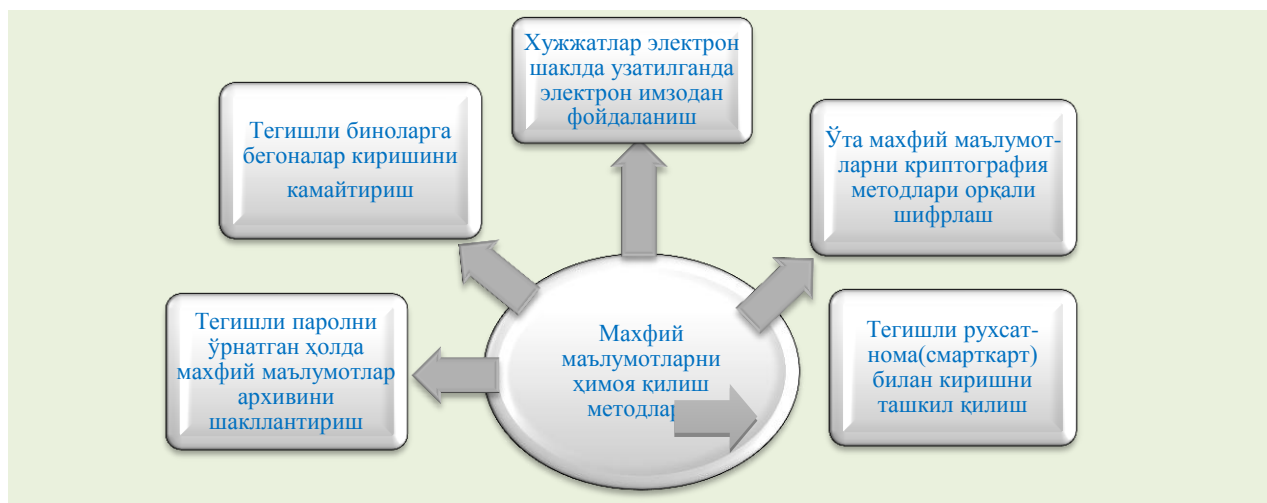 Хужжатлар электрон
шаклда узатилганда
электрон имзодан
фойдаланиш
Тегишли биноларга
бегоналар киришини
камайтириш
Ўта махфий маълумот-
ларни криптография
методлари орқали
шифрлаш
Тегишли паролни
ўрнатган ҳолда
махфий маълумотлар
архивини
шакллантириш
Махфий
маълумотларни
ҳимоя қилиш
методлар
Тегишли рухсат-
нома(смарткарт)
билан киришни
ташкил қилиш